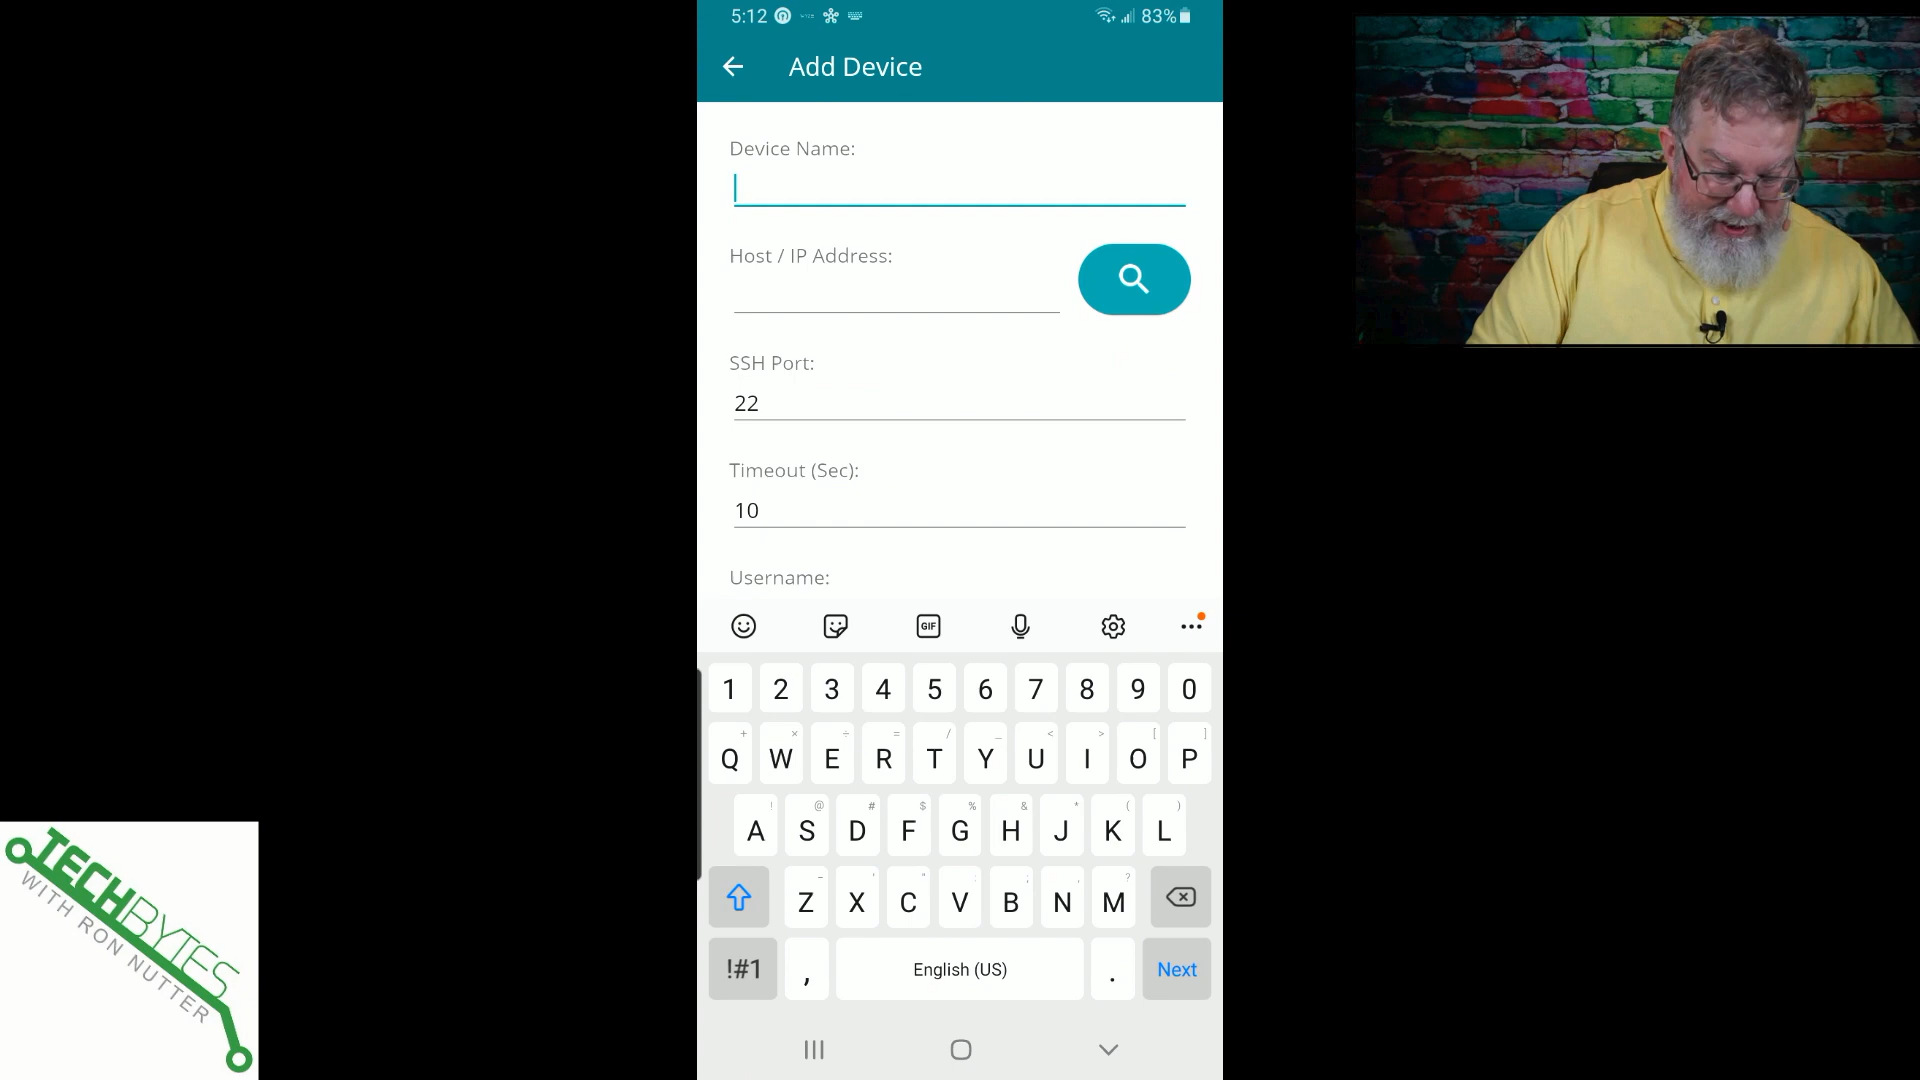 5:12
83%
Add Device
Device Name:
Host / IP Address:
SSH Port:
22
Timeout (Sec):
10
Username:
GIF
1 2 3 4 5 6 7 8 9 0
+ × ÷ = / _ < > [ ]
Q W E R T Y U I O P
! @ # $ % & * ( )
A S D F G H J K L
- ' " : ; , ?
Z X C V B N M
!#1 , English (US) . Next
TECHBYTES
WITH RON NUTTER